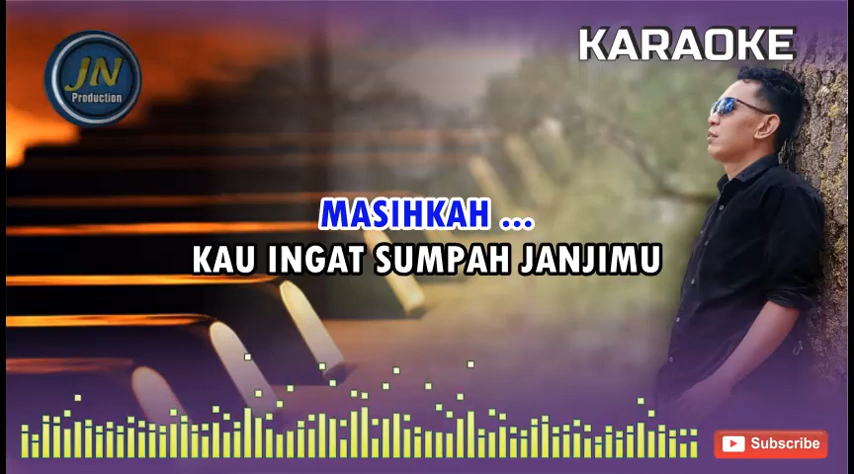 JN
Production
KARAOKE
MASIHKAH ...
KAU INGAT SUMPAH JANJIMU
Subscribe